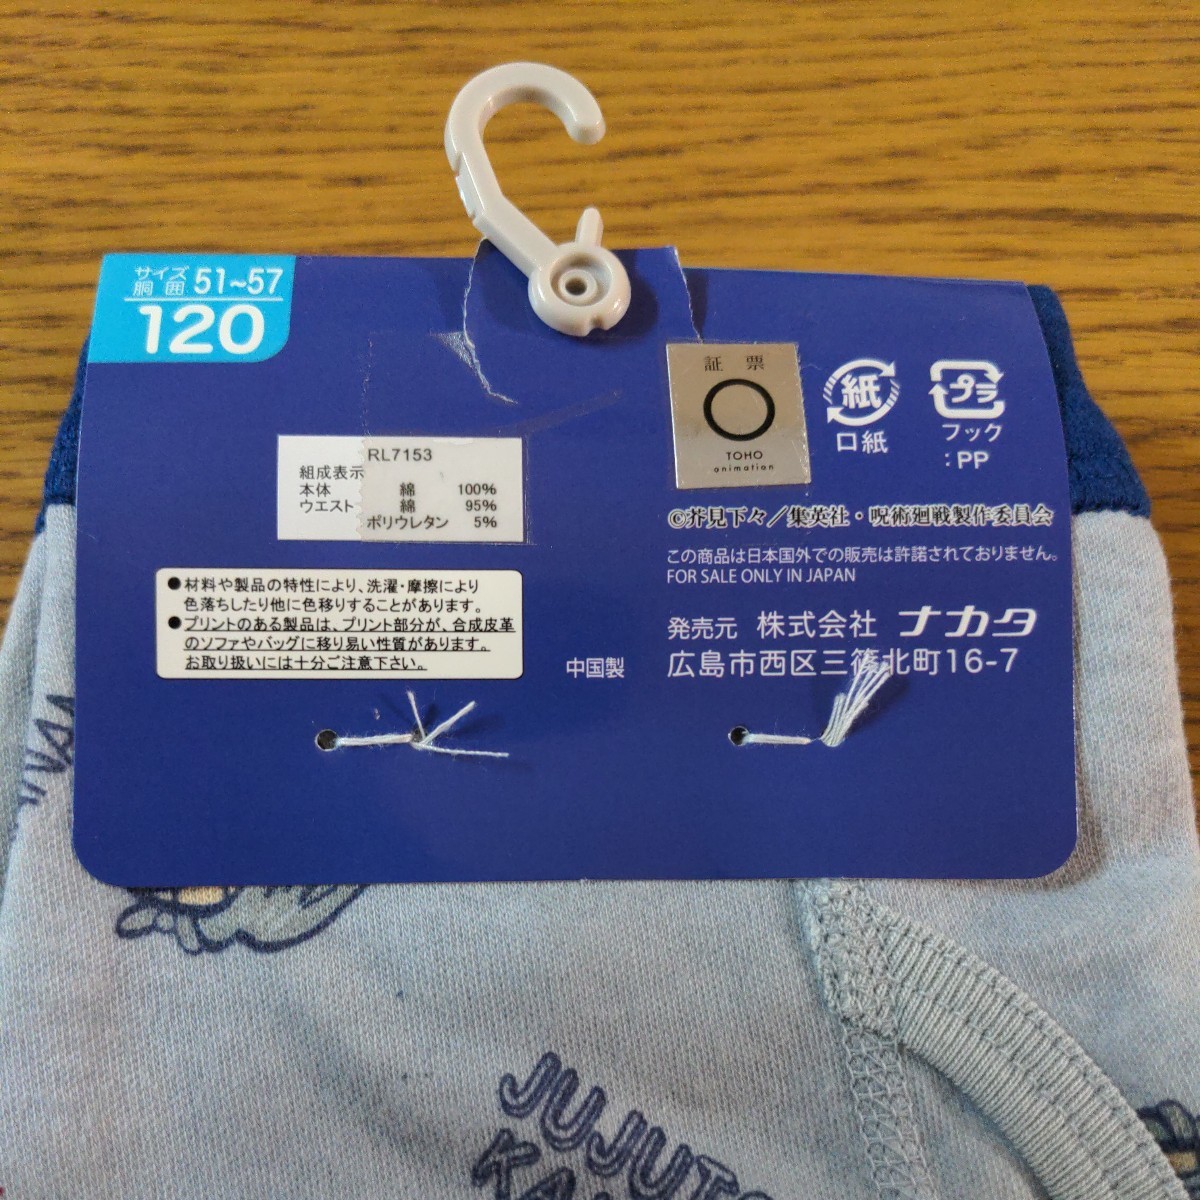 サイズ
胴囲 51~57
120
RL7153
組成表示
本体 綿 100%
ウエスト 綿 95%
ポリウレタン 5%
●材料や製品の特性により、洗濯・摩擦により
色落ちしたり他に色移りすることがあります。
●プリントのある製品は、プリント部分が、合成皮革
のソファやバッグに移り易い性質があります。
お取り扱いには十分ご注意下さい。
中国製
証票
TOHO
animation
紙
口紙
プラ
フック
:PP
©芥見下々/集英社・呪術廻戦製作委員会
この商品は日本国外での販売は許諾されておりません。
FOR SALE ONLY IN JAPAN
発売元 株式会社 ナカタ
広島市西区三篠北町16-7
JUJUTS
KAI